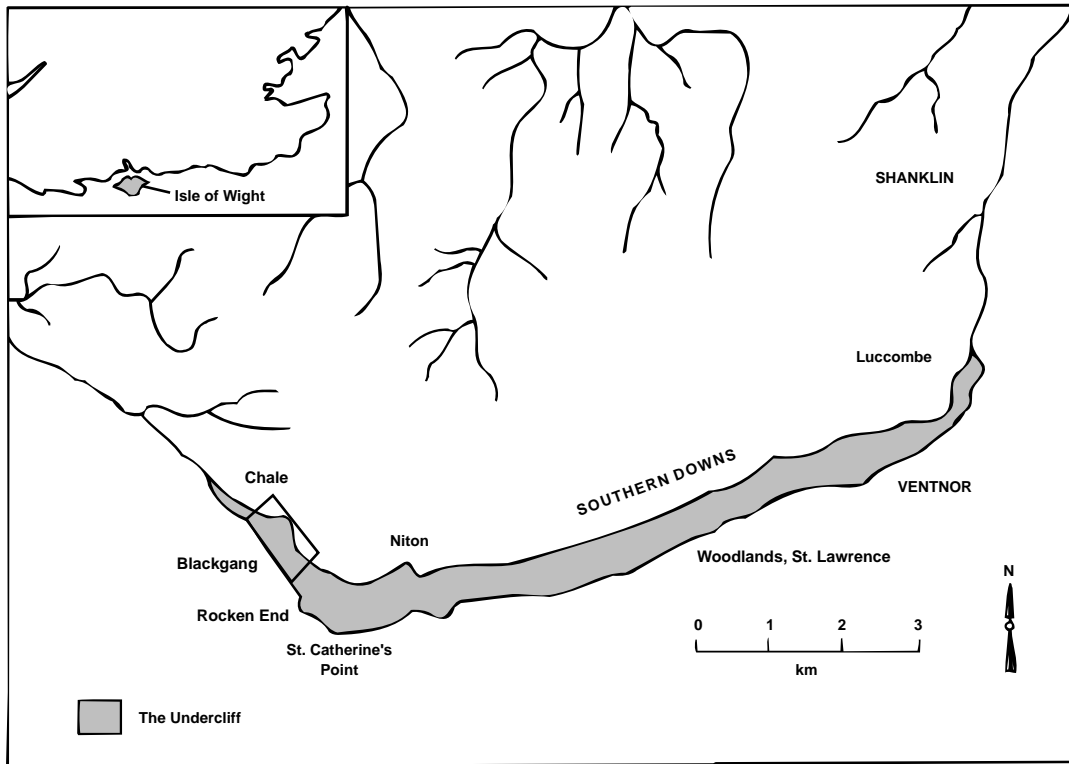 Isle of Wight
SHANKLIN
Luccombe
SOUTHERN DOWNS
Chale
VENTNOR
Niton
Woodlands, St. Lawrence
Blackgang
Rocken End
St. Catherine's
Point
N
0 1 2 3
km
The Undercliff